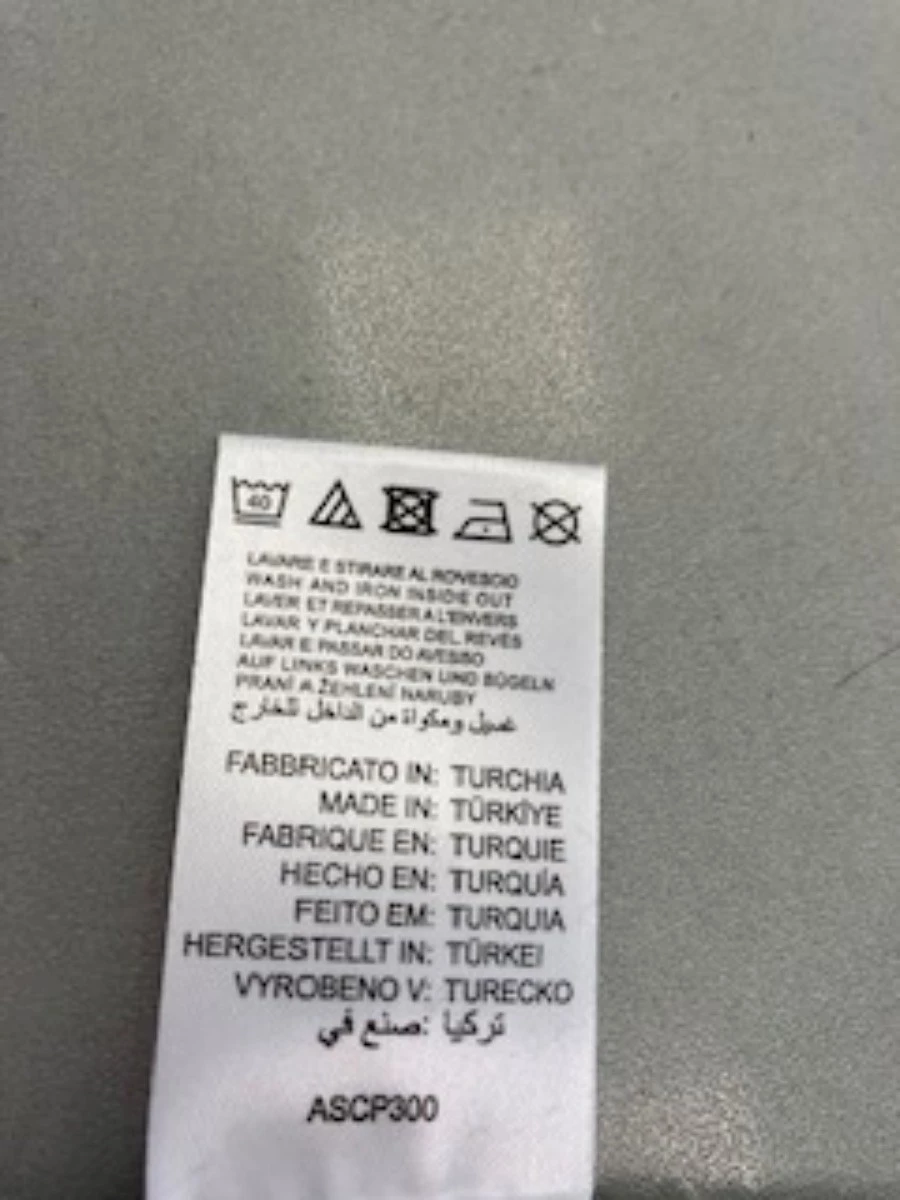 40
LAVARE E STIRARE AL ROVESCIO
WASH AND IRON INSIDE OUT
LAVER ET REPASSER A L'ENVERS
LAVAR Y PLANCHAR DEL REVES
LAVAR E PASSAR DO AVESSO
AUF LINKS WASCHEN UND BÜGELN
PRANÍ A ŽEHLENÍ NARUBY
غسيل ومكواة من الداخل للخارج
FABBRICATO IN: TURCHIA
MADE IN: TÜRKİYE
FABRIQUE EN: TURQUIE
HECHO EN: TURQUÍA
FEITO EM: TURQUIA
HERGESTELLT IN: TÜRKEI
VYROBENO V: TURECKO
صنع في: تركيا
ASCP300